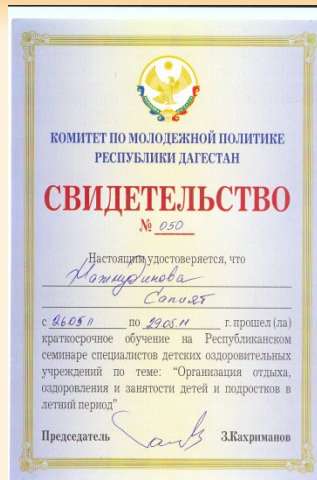 КОМИТЕТ ПО МОЛОДЕЖНОЙ ПОЛИТИКЕ
РЕСПУБЛИКИ ДАГЕСТАН
СВИДЕТЕЛЬСТВО
№ 050
Настоящим удостоверяется, что
Сапият
с 26.05.11 по 29.05.11 г. прошел (ла)
краткосрочное обучение на Республиканском
семинаре специалистов детских оздоровительных
учреждений по теме: “Организация отдыха,
оздоровления и занятости детей и подростков в
летний период”
Председатель З.Кахриманов